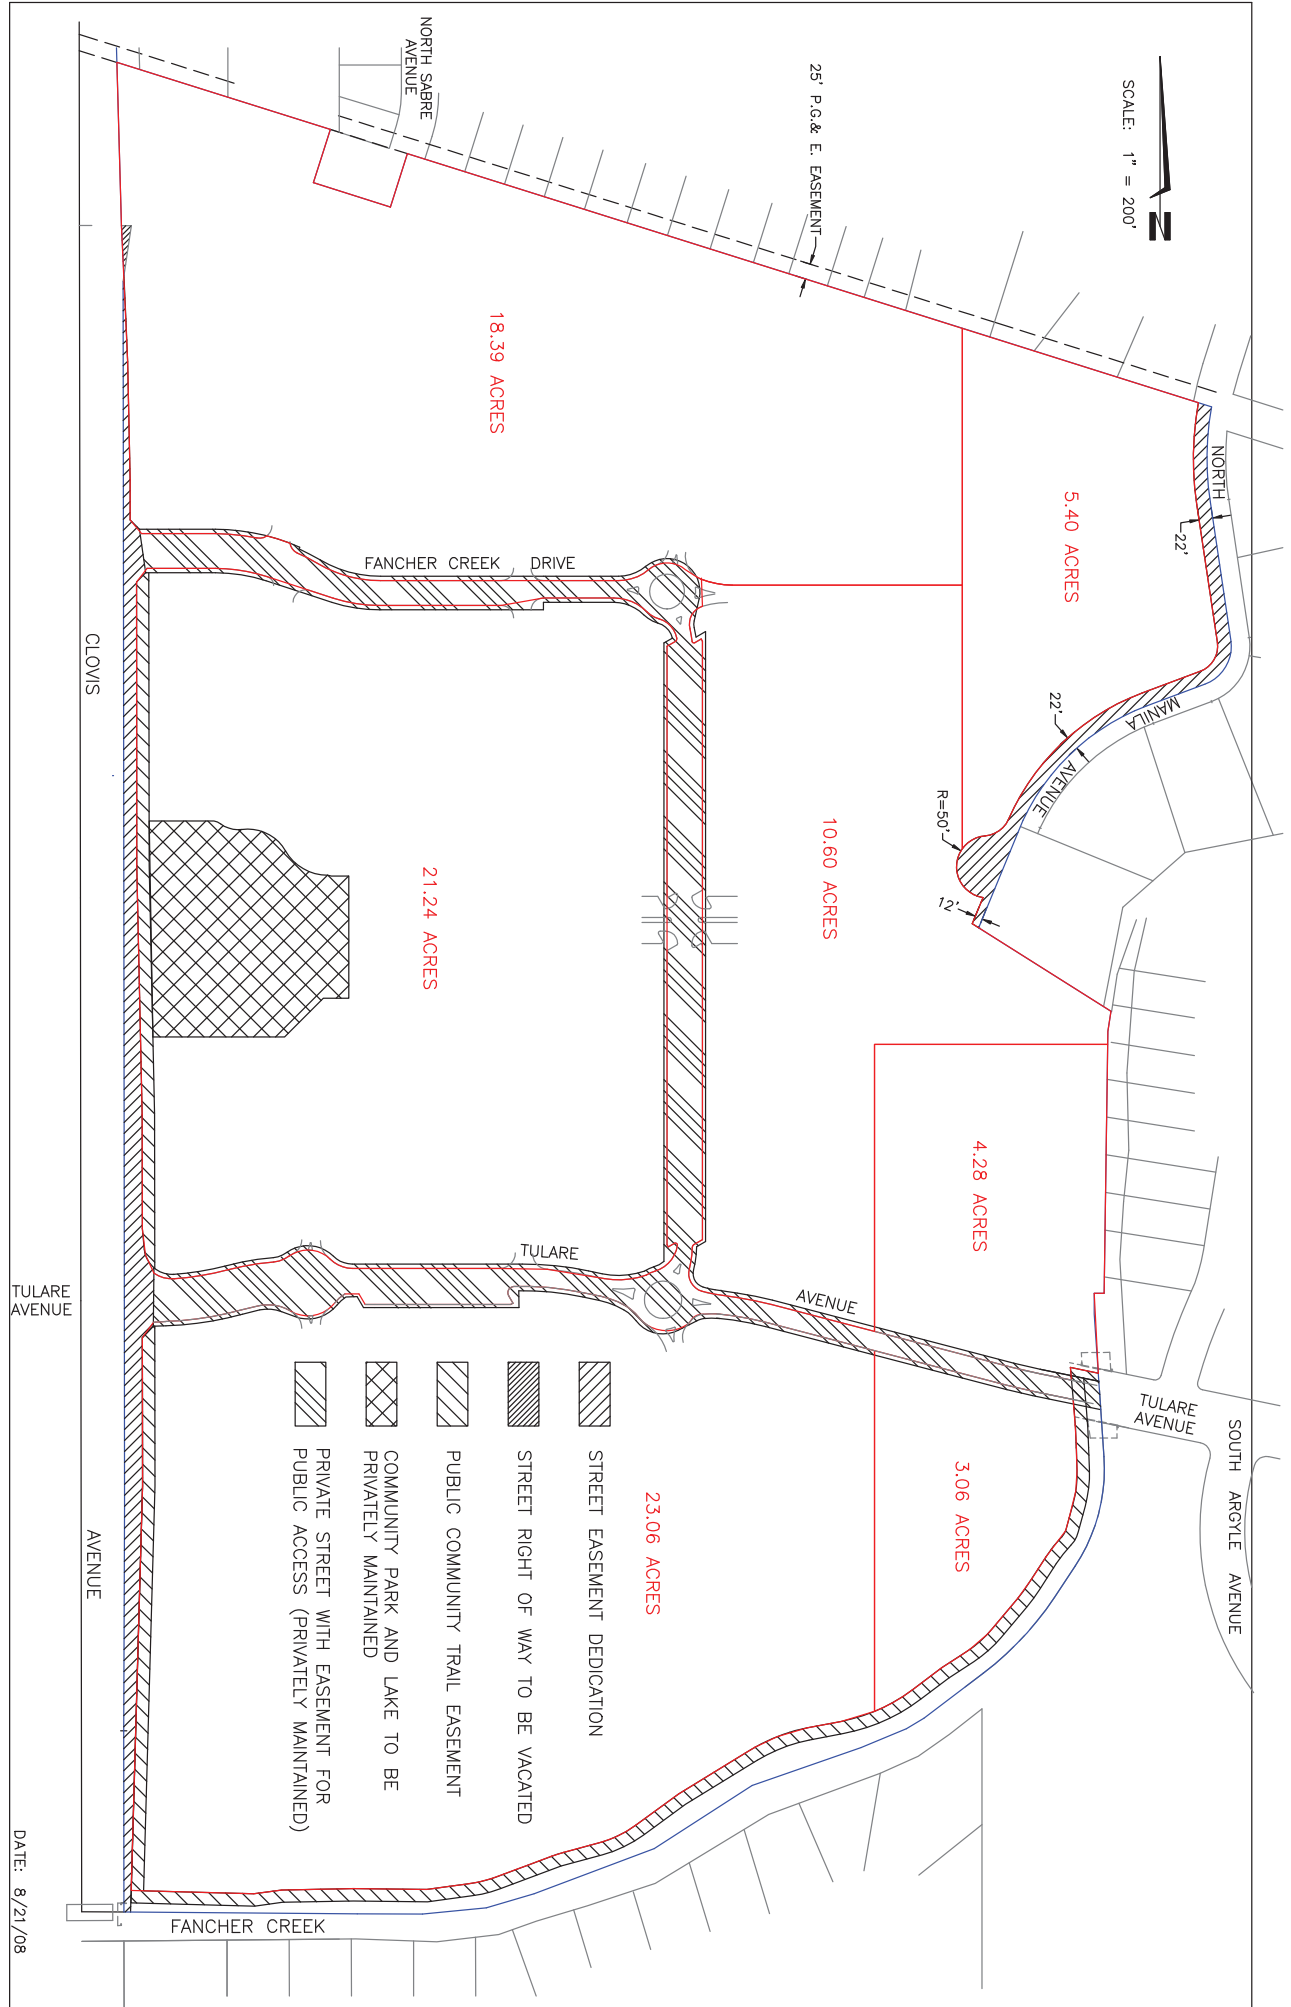 SCALE: 1" = 200'
N
NORTH SABRE
AVENUE
25' P.G.& E. EASEMENT
18.39 ACRES
5.40 ACRES
NORTH
22'
MANILA
22'
AVENUE
R=50'
12'
FANCHER CREEK DRIVE
10.60 ACRES
21.24 ACRES
4.28 ACRES
CLOVIS
AVENUE
TULARE
AVENUE
TULARE
AVENUE
TULARE
AVENUE
SOUTH ARGYLE AVENUE
3.06 ACRES
23.06 ACRES
STREET EASEMENT DEDICATION
STREET RIGHT OF WAY TO BE VACATED
PUBLIC COMMUNITY TRAIL EASEMENT
COMMUNITY PARK AND LAKE TO BE
PRIVATELY MAINTAINED
PRIVATE STREET WITH EASEMENT FOR
PUBLIC ACCESS (PRIVATELY MAINTAINED)
FANCHER CREEK
DATE: 8/21/08